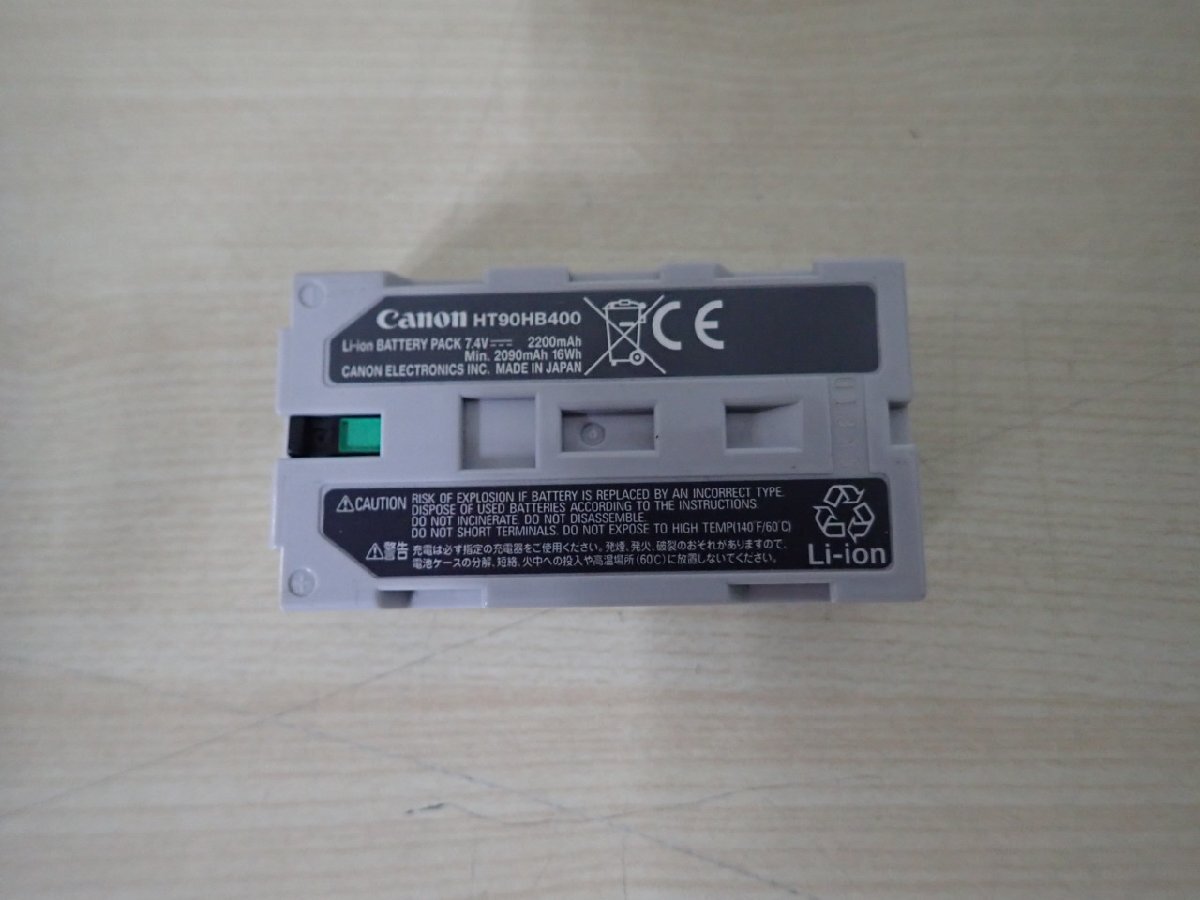 Canon HT90HB400
Li-ion BATTERY PACK 7.4V 2200mAh
Min. 2090mAh 16Wh
CANON ELECTRONICS INC. MADE IN JAPAN
CE
CAUTION RISK OF EXPLOSION IF BATTERY IS REPLACED BY AN INCORRECT TYPE.
DISPOSE OF USED BATTERIES ACCORDING TO THE INSTRUCTIONS.
DO NOT INCINERATE. DO NOT DISASSEMBLE.
DO NOT SHORT TERMINALS. DO NOT EXPOSE TO HIGH TEMP(140°F/60°C)
警告 充電は必ず指定の充電器をご使用ください。発煙、発火、破裂のおそれがありますので、
電池ケースの分解、短絡、火中への投入や高温場所(60C)に放置しないでください。
Li-ion